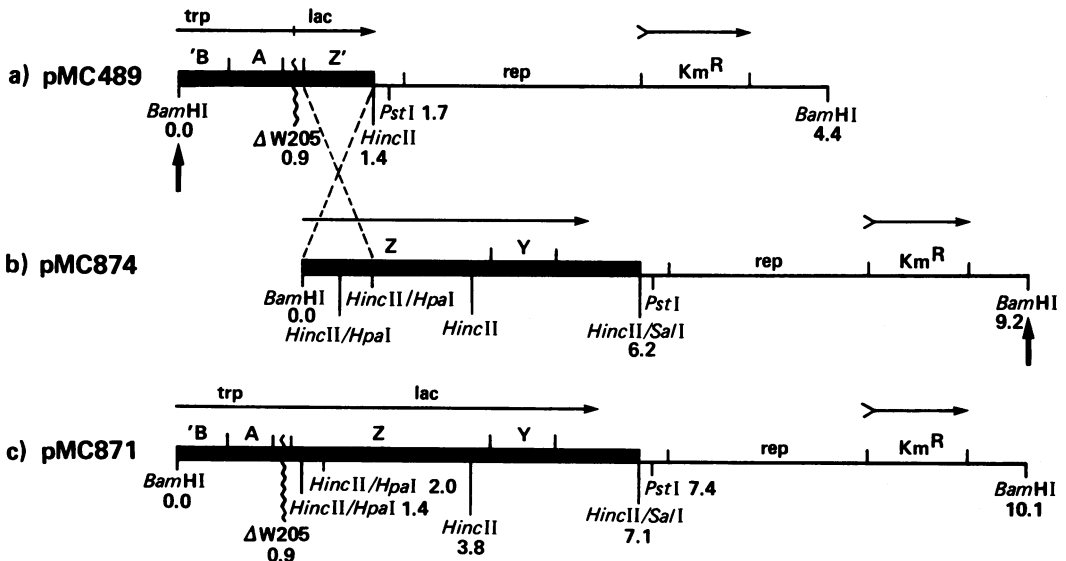 trp lac
a) pMC489
'B A Z' rep KmR
BamHI 0.0
ΔW205 0.9
PstI 1.7
HincII 1.4
BamHI 4.4
b) pMC874
Z Y rep KmR
BamHI 0.0
HincII/HpaI
HincII/HpaI
HincII
PstI
HincII/SalI 6.2
BamHI 9.2
trp lac
c) pMC871
'B A Z Y rep KmR
BamHI 0.0
HincII/HpaI 2.0
HincII/HpaI 1.4
ΔW205 0.9
HincII 3.8
PstI 7.4
HincII/SalI 7.1
BamHI 10.1